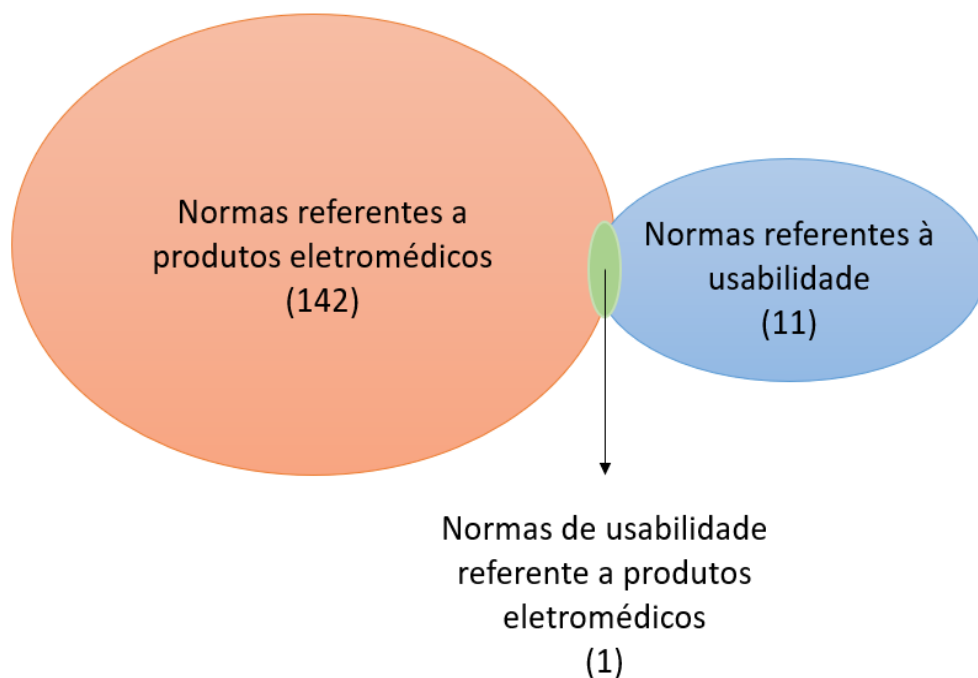 Normas referentes a
produtos eletromédicos
(142)
Normas referentes à
usabilidade
(11)
Normas de usabilidade
referente a produtos
eletromédicos
(1)